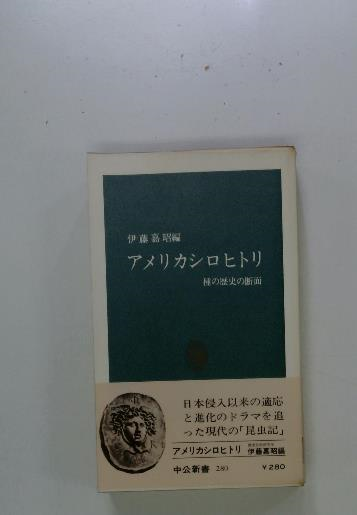 伊藤嘉昭編
アメリカシロヒトリ
種の歴史の断面
日本侵入以来の適応
と進化のドラマを追
った現代の「昆虫記」
アメリカシロヒトリ 伊藤嘉昭編
中公新書 280 ￥280